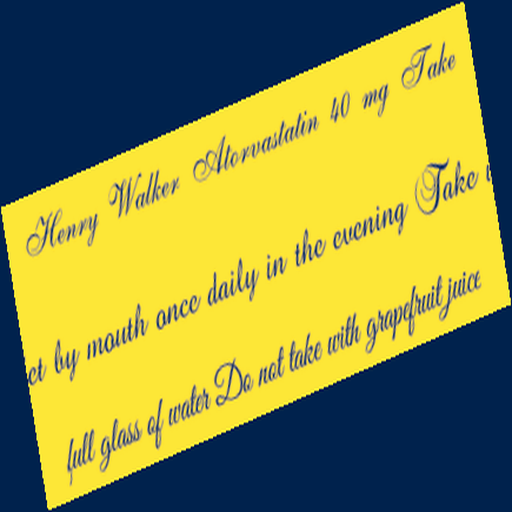 Henry Walker Atorvastatin 40 mg Take
by mouth once daily in the evening Take
full glass of water Do not take with grapefruit juice